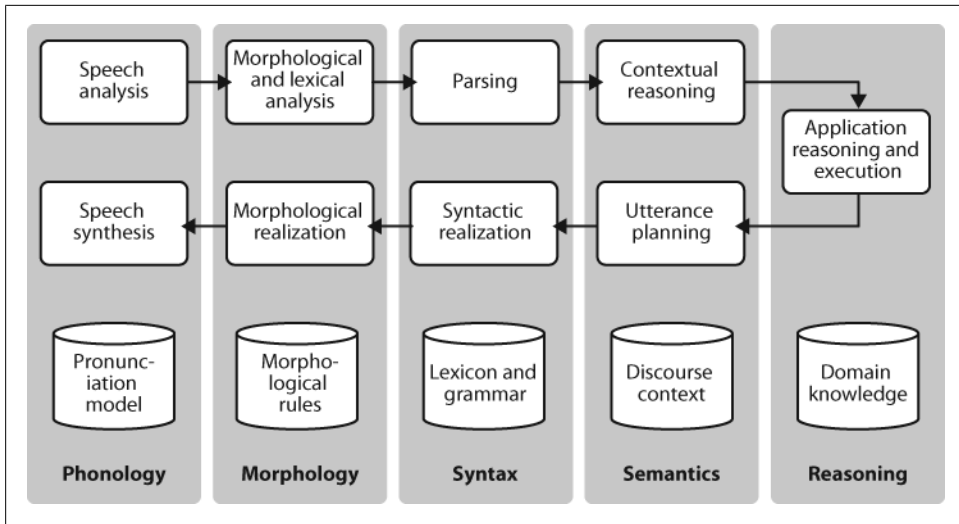 Speech
analysis
Morphological
and lexical
analysis
Parsing
Contextual
reasoning
Application
reasoning and
execution
Speech
synthesis
Morphological
realization
Syntactic
realization
Utterance
planning
Pronunc-
iation
model
Morpho-
logical
rules
Lexicon and
grammar
Discourse
context
Domain
knowledge
Phonology
Morphology
Syntax
Semantics
Reasoning